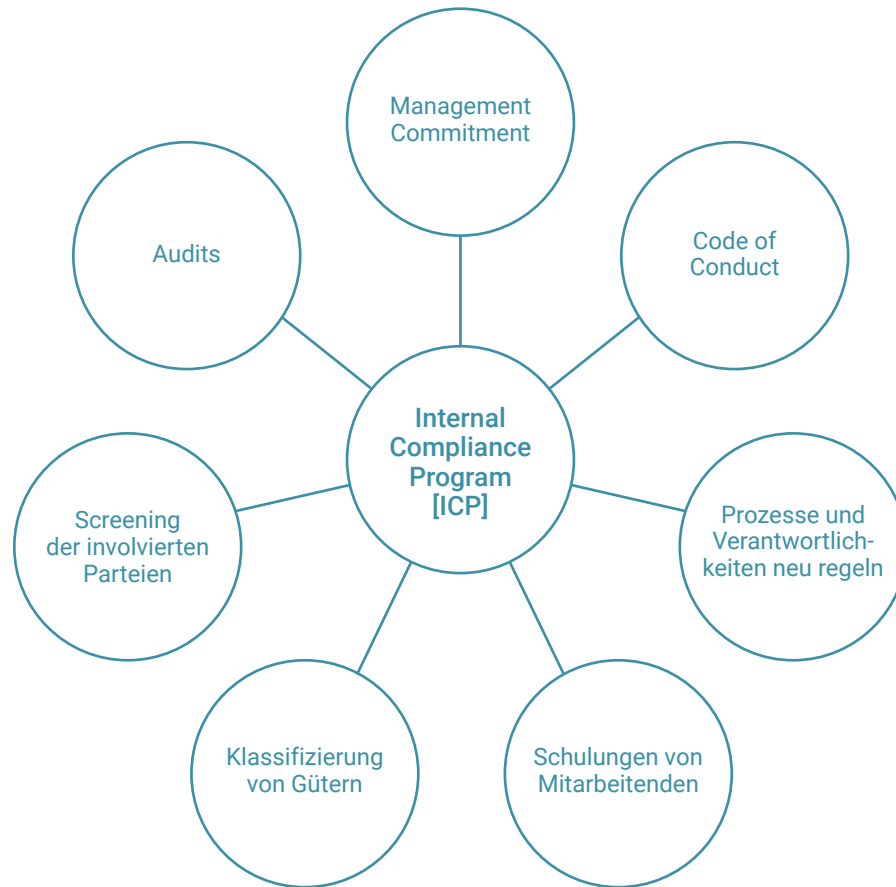 Management
Commitment
Code of
Conduct
Prozesse und
Verantwortlich-
keiten neu regeln
Schulungen von
Mitarbeitenden
Klassifizierung
von Gütern
Screening
der involvierten
Parteien
Audits
Internal
Compliance
Program
[ICP]